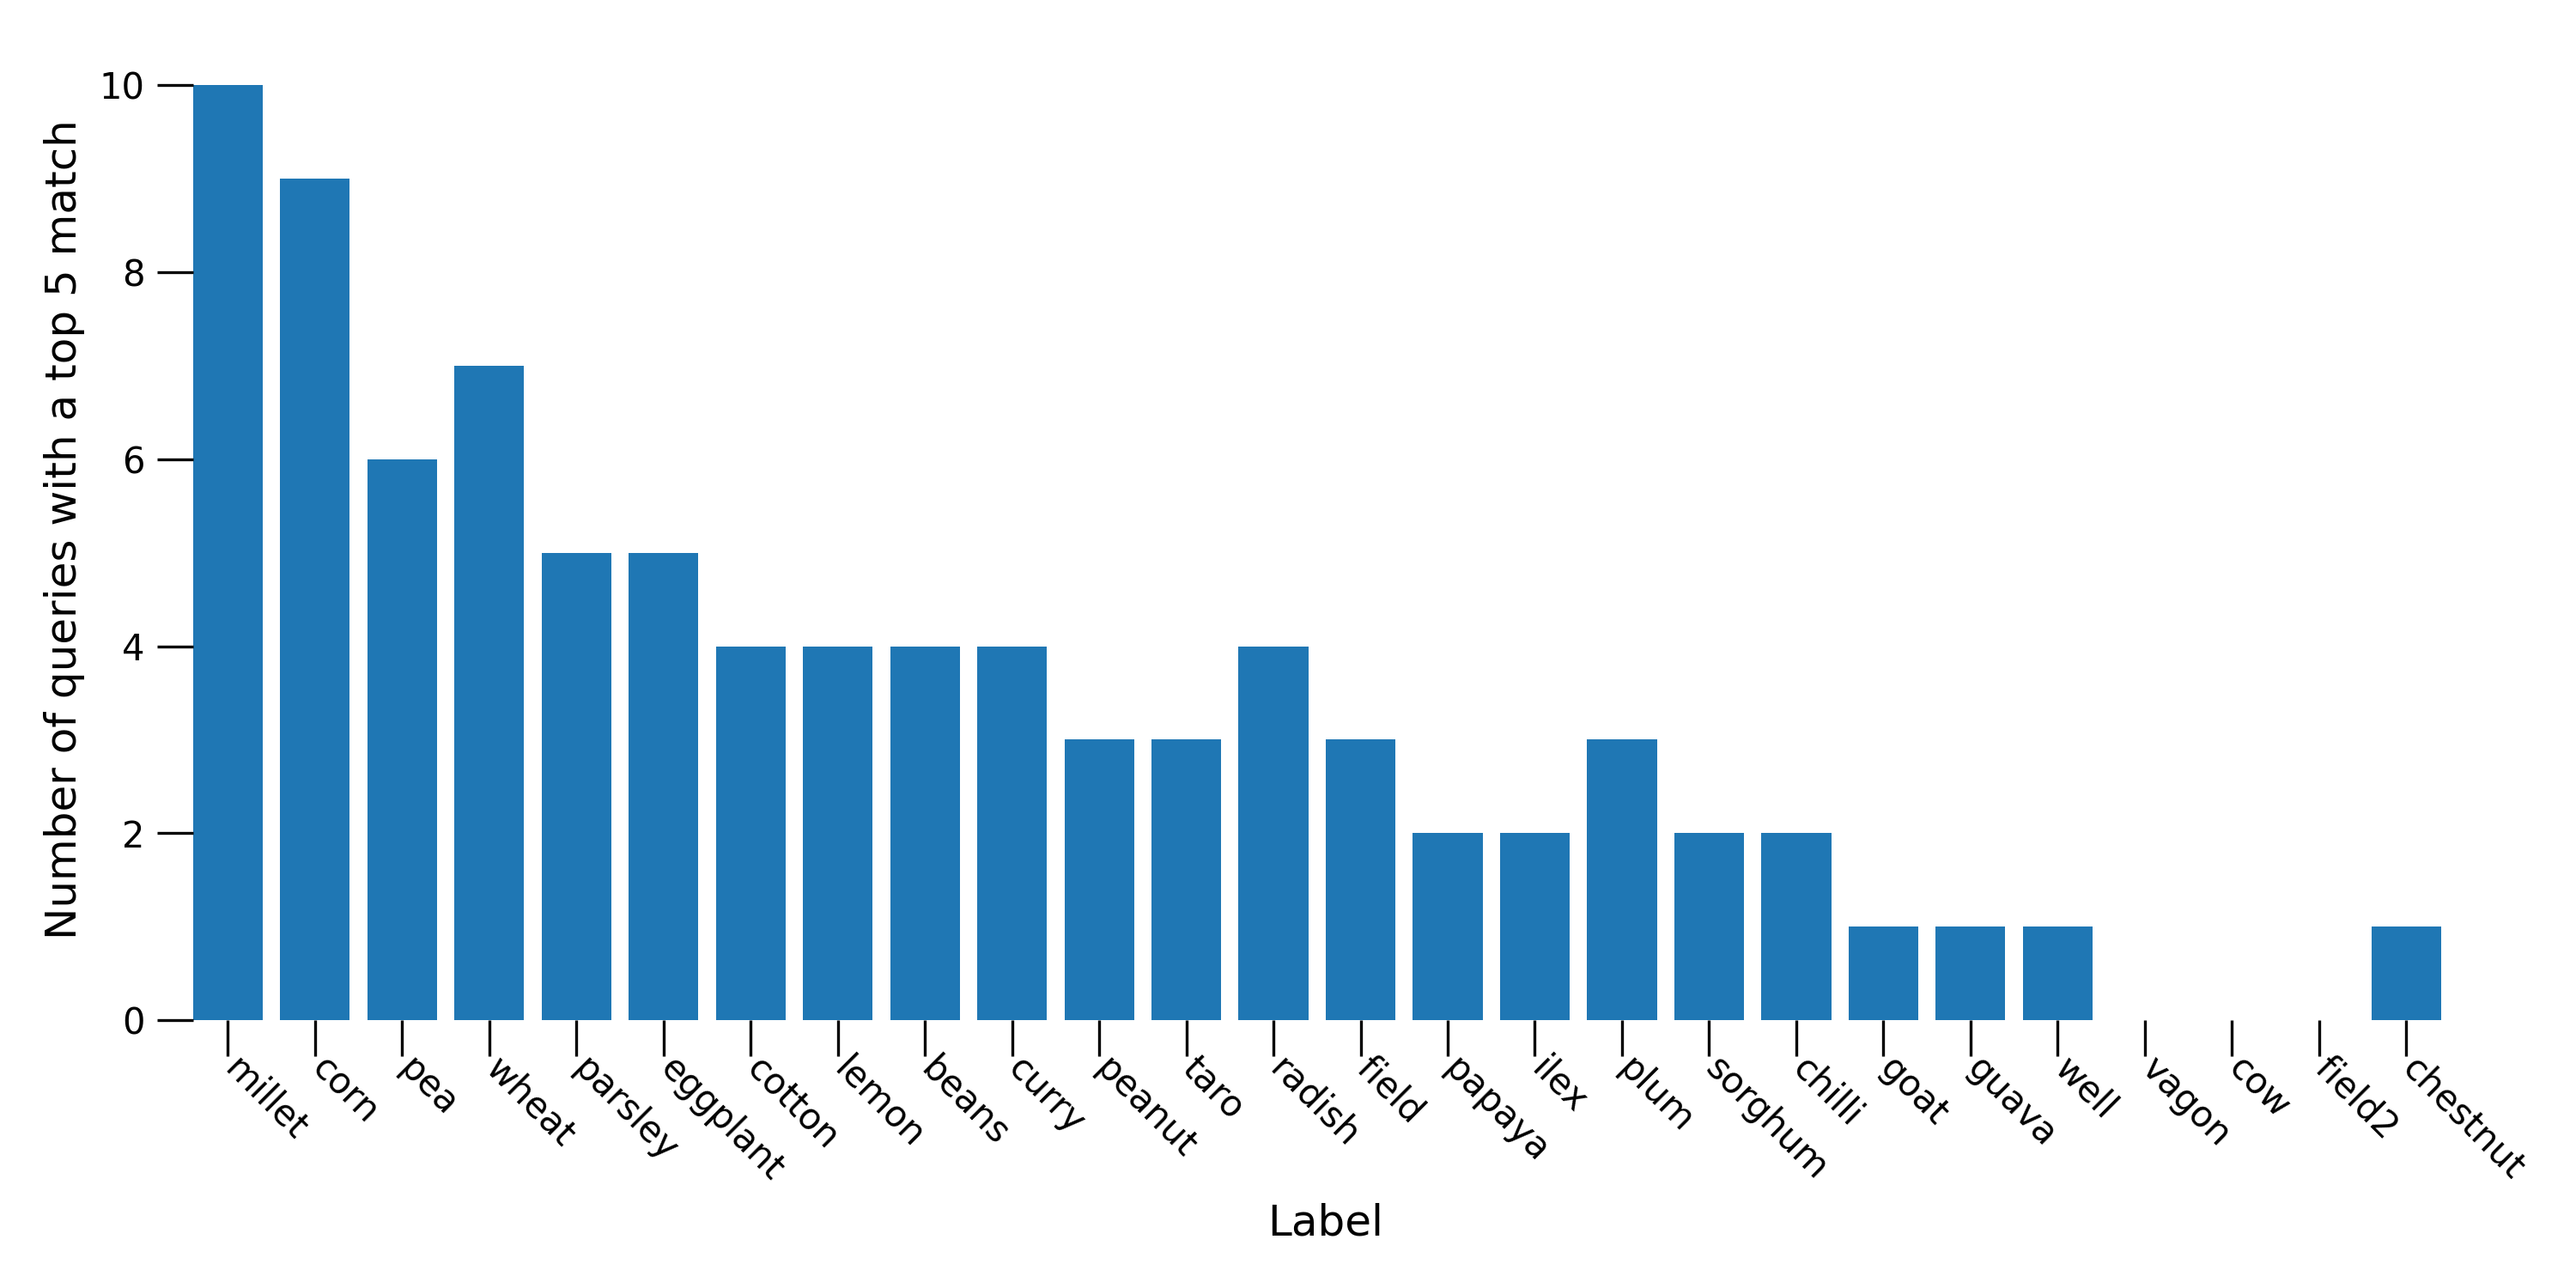 Number of queries with a top 5 match
10
8
6
4
2
0
millet
corn
pea
wheat
parsley
eggplant
cotton
lemon
beans
curry
peanut
taro
radish
field
papaya
ilex
plum
sorghum
chilli
goat
guava
well
vagon
cow
field2
chestnut
Label